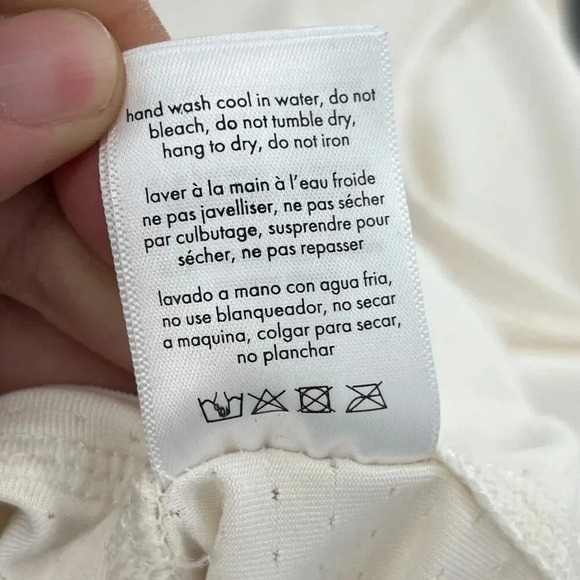 hand wash cool in water, do not
bleach, do not tumble dry,
hang to dry, do not iron
laver à la main à l'eau froide
ne pas javelliser, ne pas sécher
par culbutage, suspendre pour
sécher, ne pas repasser
lavado a mano con agua fria,
no use blanqueador, no secar
a maquina, colgar para secar,
no planchar